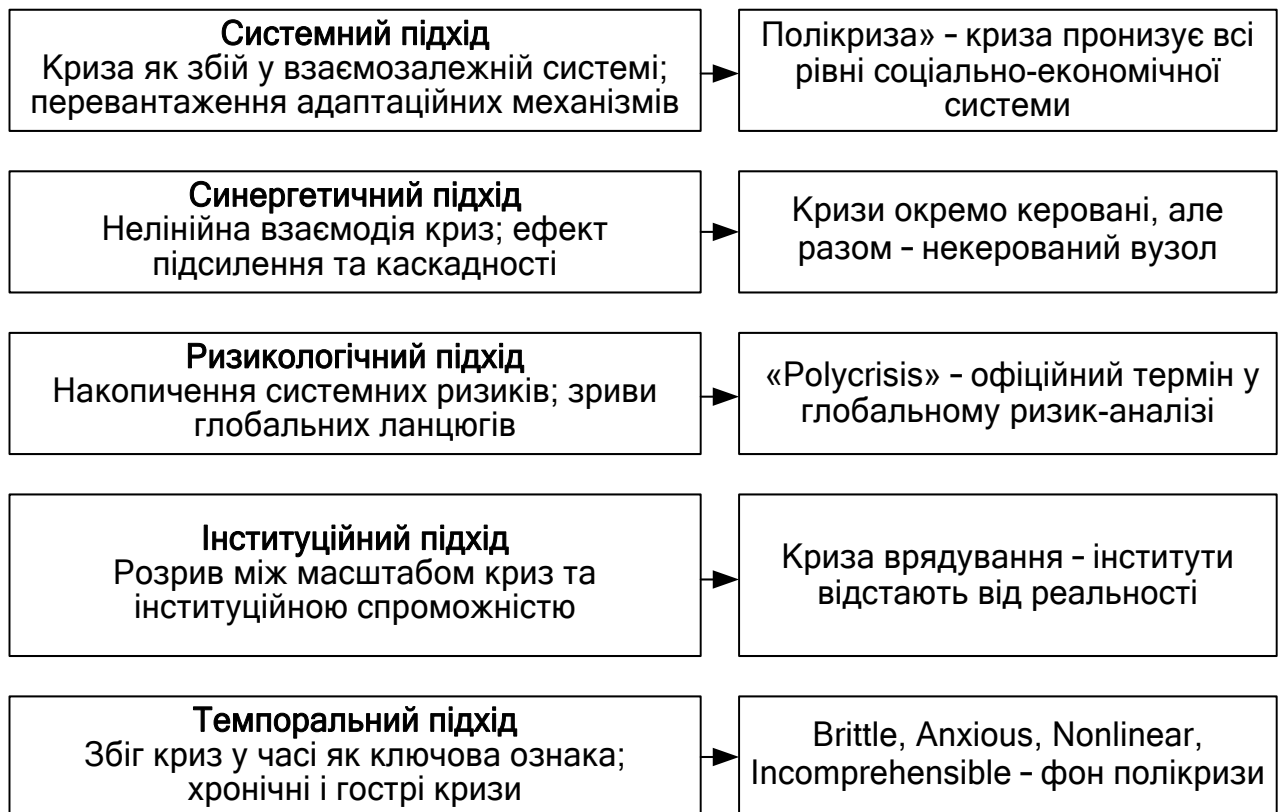 Системний підхід
Криза як збій у взаємозалежній системі;
перевантаження адаптаційних механізмів
Полікриза» – криза пронизує всі
рівні соціально-економічної
системи
Синергетичний підхід
Нелінійна взаємодія криз; ефект
підсилення та каскадності
Кризи окремо керовані, але
разом – некерований вузол
Ризикологічний підхід
Накопичення системних ризиків; зриви
глобальних ланцюгів
«Polycrisis» – офіційний термін у
глобальному ризик-аналізі
Інституційний підхід
Розрив між масштабом криз та
інституційною спроможністю
Криза врядування – інститути
відстають від реальності
Темпоральний підхід
Збіг криз у часі як ключова ознака;
хронічні і гострі кризи
Brittle, Anxious, Nonlinear,
Incomprehensible – фон полікризи